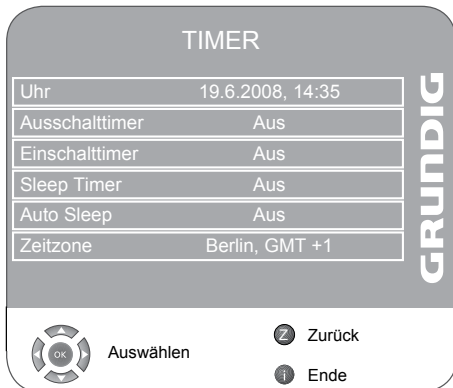 TIMER
Uhr 19.6.2008, 14:35
Ausschalttimer Aus
Einschalttimer Aus
Sleep Timer Aus
Auto Sleep Aus
Zeitzone Berlin, GMT +1
GRUNDIG
OK Auswählen
Z Zurück
i Ende